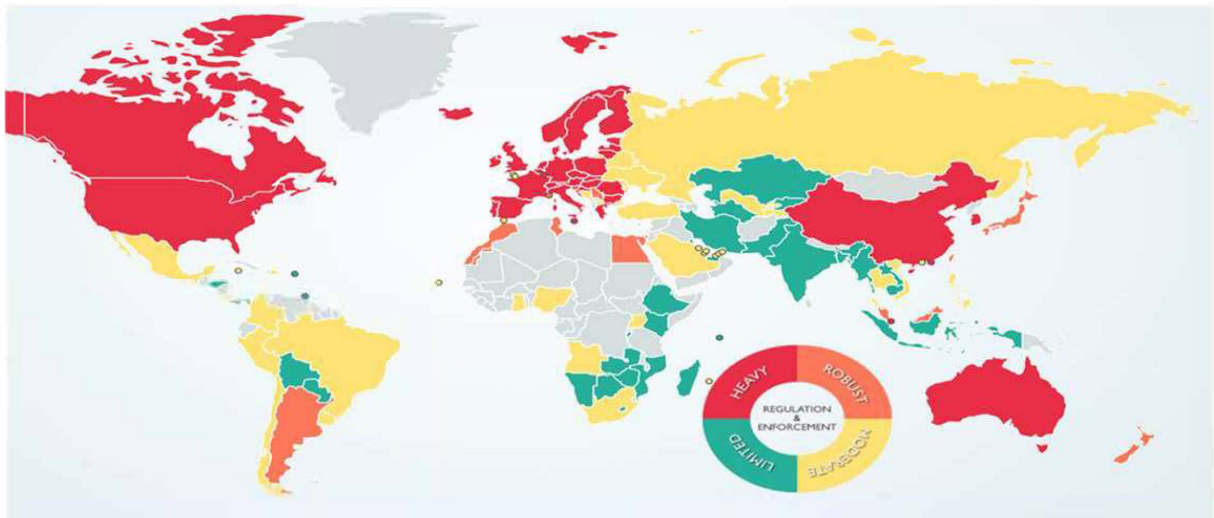 HEAVY
ROBUST
REGULATION
&
ENFORCEMENT
LIMITED
MODERATE